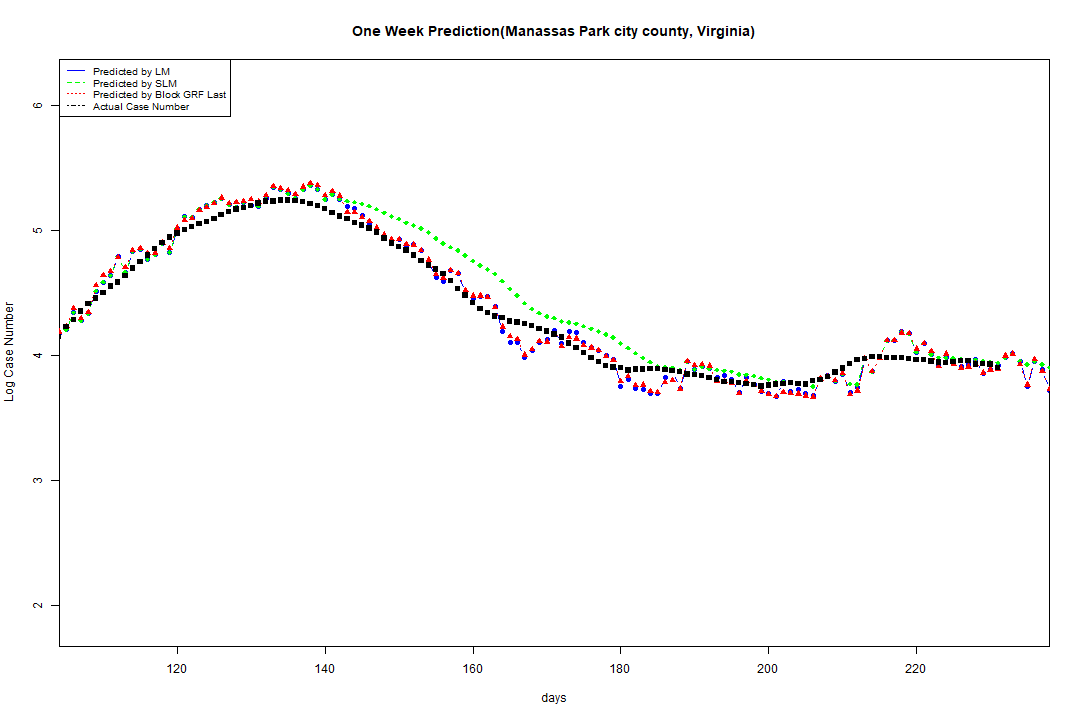 One Week Prediction(Manassas Park city county, Virginia)
Predicted by LM
Predicted by SLM
Predicted by Block GRF Last
Actual Case Number
6
5
4
3
2
Log Case Number
120 140 160 180 200 220
days